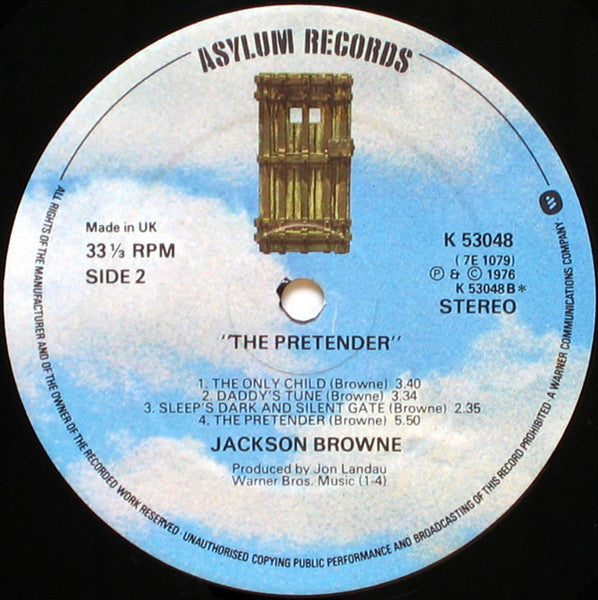 ASYLUM RECORDS
Made in UK
33 ⅓ RPM
SIDE 2
K 53048
(7E 1079)
Ⓟ & © 1976
K 53048 B*
STEREO
"THE PRETENDER"
1. THE ONLY CHILD (Browne) 3.40
2. DADDY'S TUNE (Browne) 3.34
3. SLEEP'S DARK AND SILENT GATE (Browne) 2.35
4. THE PRETENDER (Browne) 5.50
JACKSON BROWNE
Produced by Jon Landau
Warner Bros. Music (1-4).
ALL RIGHTS OF THE MANUFACTURER AND OF THE OWNER OF THE RECORDED WORK RESERVED · UNAUTHORISED COPYING PUBLIC PERFORMANCE AND BROADCASTING OF THIS RECORD PROHIBITED · A WARNER COMMUNICATIONS COMPANY ·